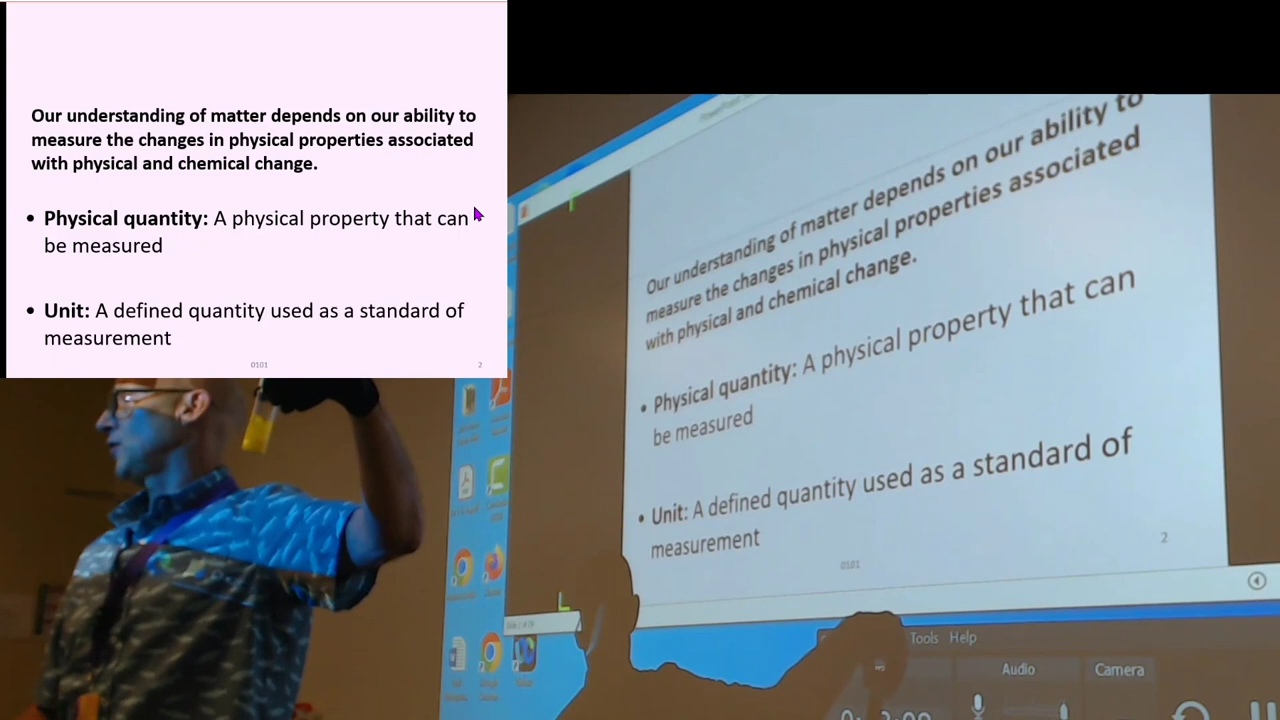 Our understanding of matter depends on our ability to
measure the changes in physical properties associated
with physical and chemical change.
• Physical quantity: A physical property that can
be measured
• Unit: A defined quantity used as a standard of
measurement
0101
2
Our understanding of matter depends on our ability to
measure the changes in physical properties associated
with physical and chemical change.
• Physical quantity: A physical property that can
be measured
• Unit: A defined quantity used as a standard of
measurement
0101
2
Tools Help
Audio
Camera